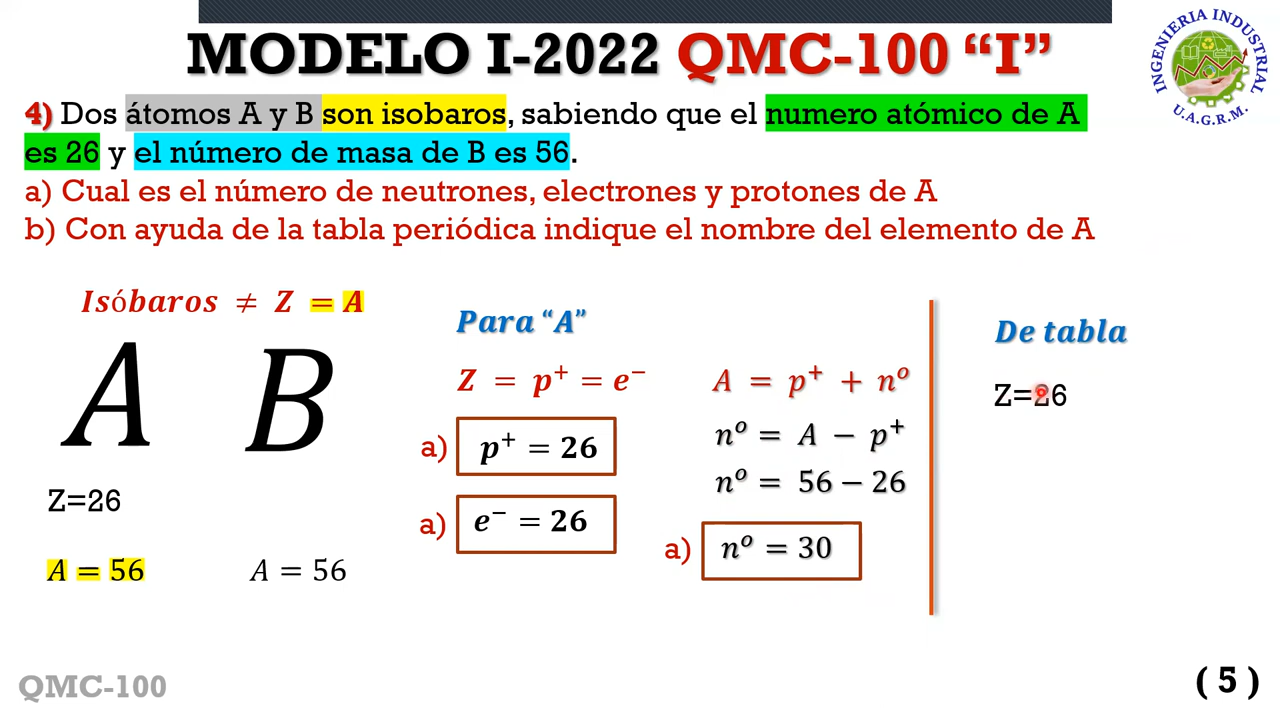 MODELO I-2022 QMC-100 “I”
INGENIERIA INDUSTRIAL
U.A.G.R.M.
4) Dos átomos A y B son isobaros, sabiendo que el numero atómico de A
es 26 y el número de masa de B es 56.
a) Cual es el número de neutrones, electrones y protones de A
b) Con ayuda de la tabla periódica indique el nombre del elemento de A
Isóbaros ≠ Z = A
A B
Z=26
A = 56 A = 56
Para “A”
Z = p⁺ = e⁻
a) p⁺ = 26
a) e⁻ = 26
A = p⁺ + nᵒ
nᵒ = A − p⁺
nᵒ = 56 − 26
a) nᵒ = 30
De tabla
Z=26
QMC-100
( 5 )